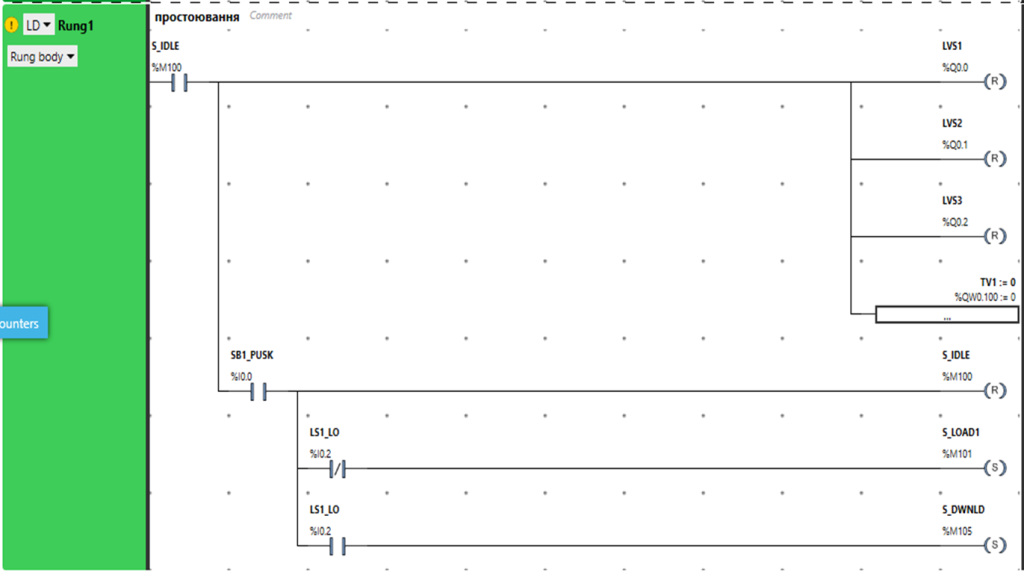 ! LD Rung1
простоювання Comment
Rung body
S_IDLE
%M100
LVS1
%Q0.0
R
LVS2
%Q0.1
R
LVS3
%Q0.2
R
TV1 := 0
%QW0.100 := 0
...
ounters
SB1_PUSK
%I0.0
S_IDLE
%M100
R
LS1_LO
%I0.2
S_LOAD1
%M101
S
LS1_LO
%I0.2
S_DWNLD
%M105
S